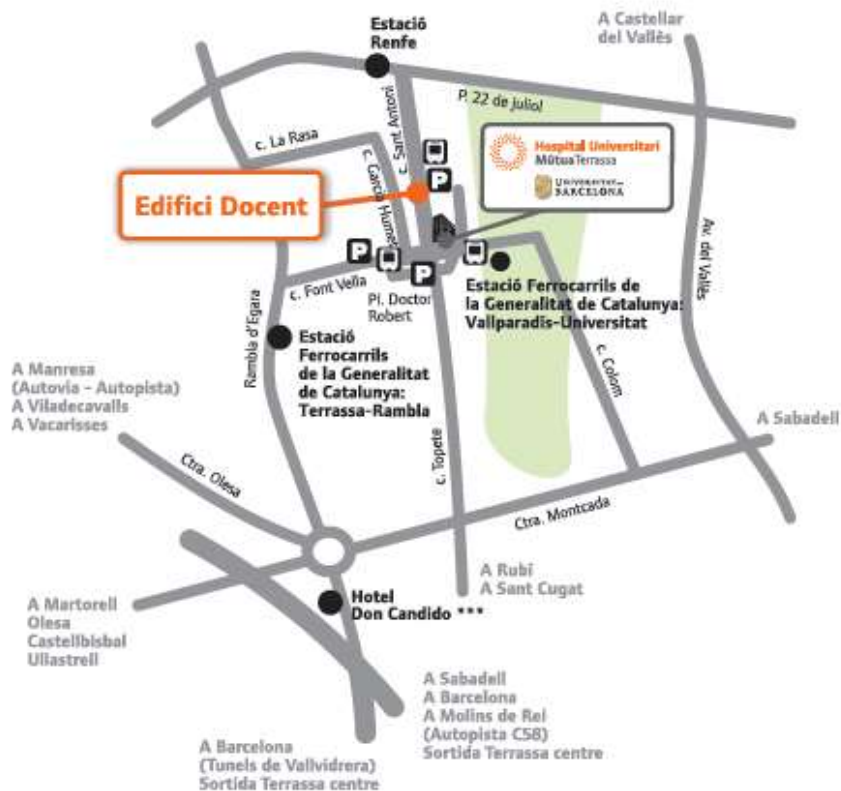 Estació
Renfe
A Castellar
del Vallès
P. 22 de juliol
c. La Rasa
c. Sant Antoni
c. Garcia Humet
Hospital Universitari
MútuaTerrassa
UNIVERSITAT DE
BARCELONA
Edifici Docent
P
P
P
Av. del Vallès
c. Font Vella
Pl. Doctor
Robert
Estació Ferrocarrils de
la Generalitat de Catalunya:
Vallparadís-Universitat
Rambla d'Egara
Estació
Ferrocarrils
de la Generalitat
de Catalunya:
Terrassa-Rambla
c. Colom
A Manresa
(Autovia - Autopista)
A Viladecavalls
A Vacarisses
A Sabadell
c. Topete
Ctra. Olesa
Ctra. Montcada
A Rubí
A Sant Cugat
Hotel
Don Candido ***
A Martorell
Olesa
Castellbisbal
Ullastrell
A Sabadell
A Barcelona
A Molins de Rei
(Autopista C58)
Sortida Terrassa centre
A Barcelona
(Tunels de Vallvidrera)
Sortida Terrassa centre